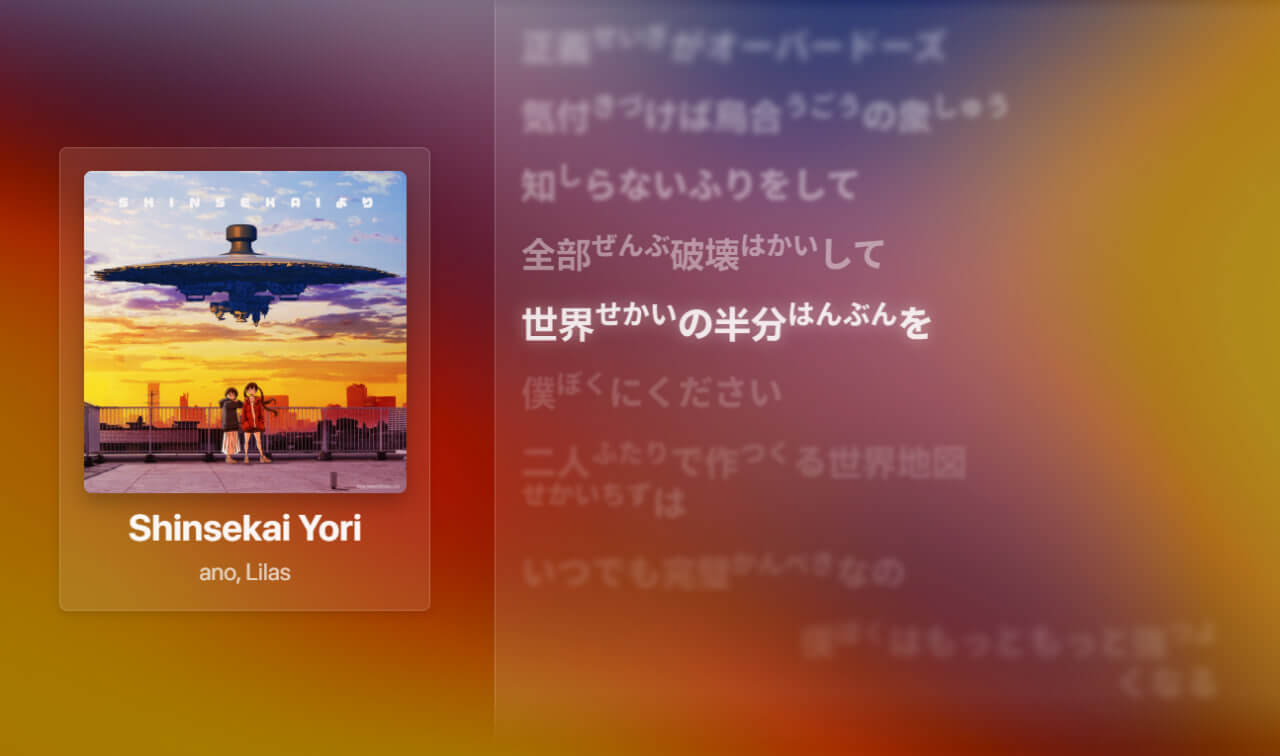 SHINSEKAIより
Shinsekai Yori
ano, Lilas
正義せいぎがオーバードーズ
気付きづけば烏合うごうの衆しゅう
知しらないふりをして
全部ぜんぶ破壊はかいして
世界せかいの半分はんぶんを
僕ぼくにください
二人ふたりで作つくる世界地図
せかいちずは
いつでも完璧かんぺきなの
僕ぼくはもっともっと強つよ
くなる